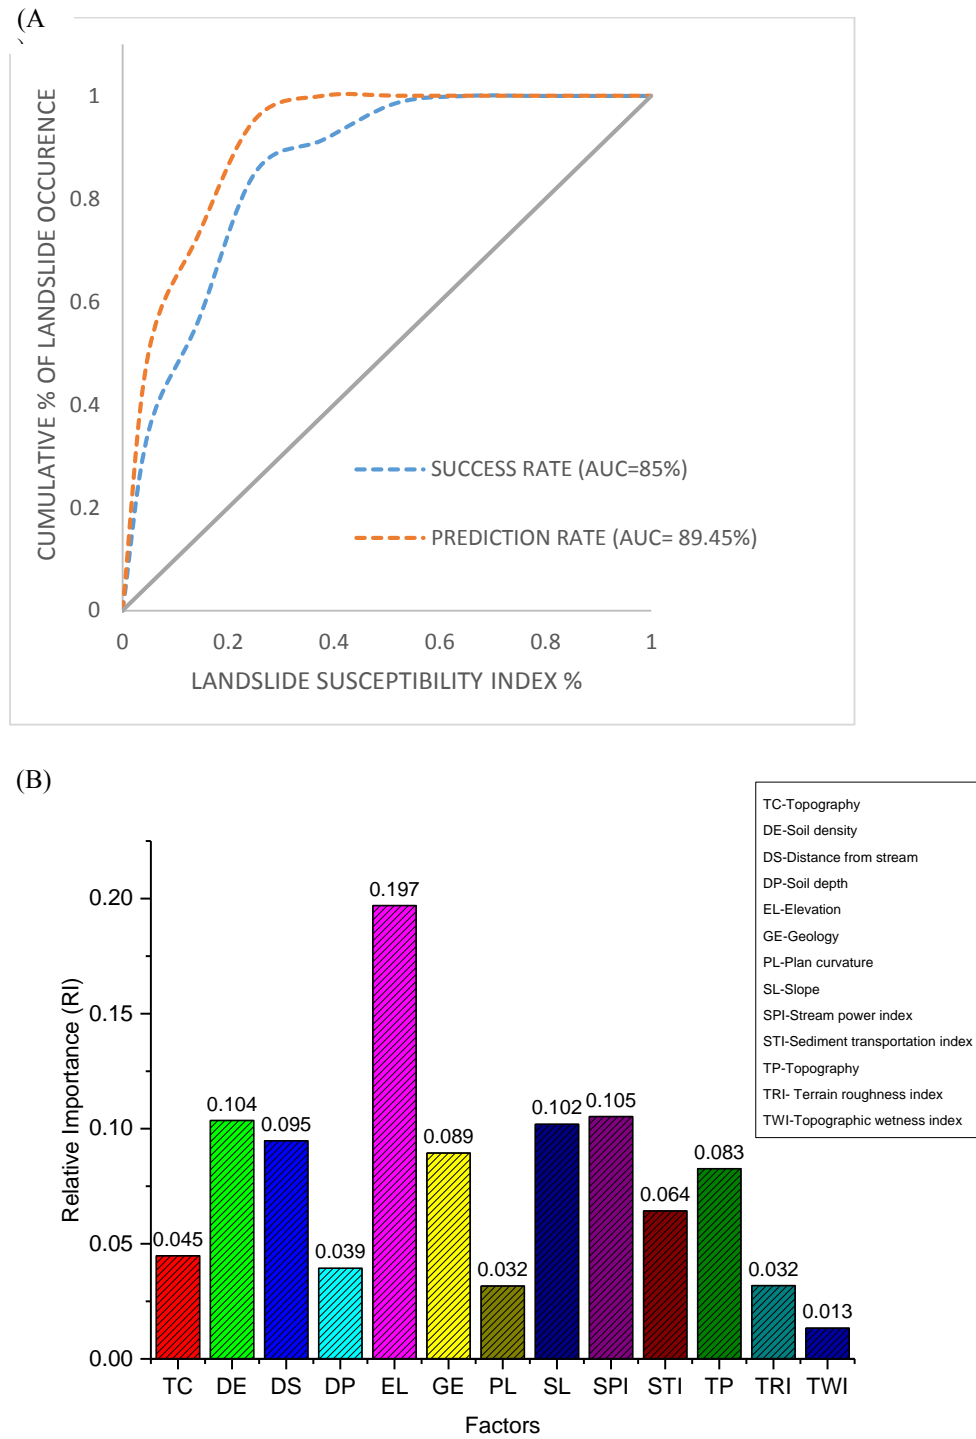 (A
)
CUMULATIVE % OF LANDSLIDE OCCURENCE
1
0.8
0.6
0.4
0.2
0
SUCCESS RATE (AUC=85%)
PREDICTION RATE (AUC= 89.45%)
0 0.2 0.4 0.6 0.8 1
LANDSLIDE SUSCEPTIBILITY INDEX %
(B)
TC-Topography
DE-Soil density
DS-Distance from stream
DP-Soil depth
EL-Elevation
GE-Geology
PL-Plan curvature
SL-Slope
SPI-Stream power index
STI-Sediment transportation index
TP-Topography
TRI- Terrain roughness index
TWI-Topographic wetness index
Relative Importance (RI)
0.20
0.15
0.10
0.05
0.00
0.045 0.104 0.095 0.039 0.197 0.089 0.032 0.102 0.105 0.064 0.083 0.032 0.013
TC DE DS DP EL GE PL SL SPI STI TP TRI TWI
Factors